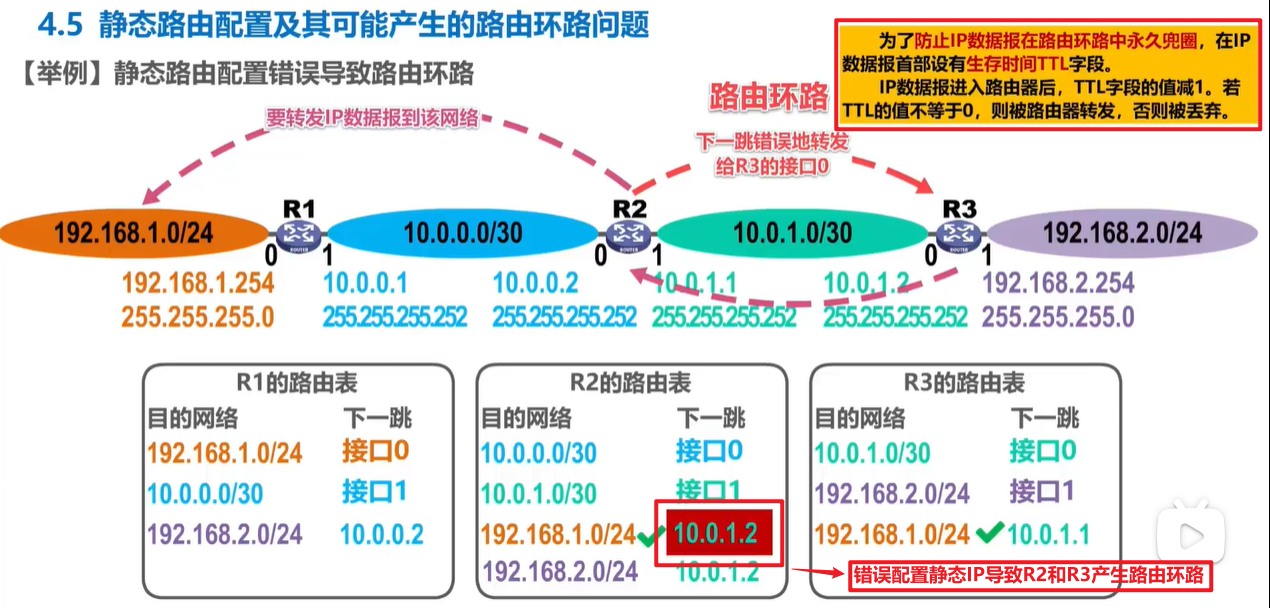 4.5 静态路由配置及其可能产生的路由环路问题
【举例】静态路由配置错误导致路由环路
为了防止IP数据报在路由环路中永久兜圈，在IP
数据报首部设有生存时间TTL字段。
IP数据报进入路由器后，TTL字段的值减1。若
TTL的值不等于0，则被路由器转发，否则被丢弃。
路由环路
要转发IP数据报到该网络
下一跳错误地转发
给R3的接口0
R1 R2 R3
192.168.1.0/24 10.0.0.0/30 10.0.1.0/30 192.168.2.0/24
ROUTER ROUTER ROUTER
0 1 0 1 0 1
192.168.1.254 10.0.0.1 10.0.0.2 10.0.1.1 10.0.1.2 192.168.2.254
255.255.255.0 255.255.255.252 255.255.255.252 255.255.255.252 255.255.255.252 255.255.255.0
R1的路由表
目的网络 下一跳
192.168.1.0/24 接口0
10.0.0.0/30 接口1
192.168.2.0/24 10.0.0.2
R2的路由表
目的网络 下一跳
10.0.0.0/30 接口0
10.0.1.0/30 接口1
192.168.1.0/24 10.0.1.2
192.168.2.0/24 10.0.1.2
R3的路由表
目的网络 下一跳
10.0.1.0/30 接口0
192.168.2.0/24 接口1
192.168.1.0/24 10.0.1.1
错误配置静态IP导致R2和R3产生路由环路